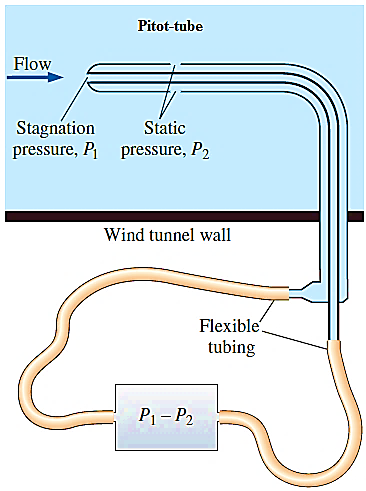 Pitot-tube
Flow
Stagnation
pressure, P1
Static
pressure, P2
Wind tunnel wall
Flexible
tubing
P1 – P2